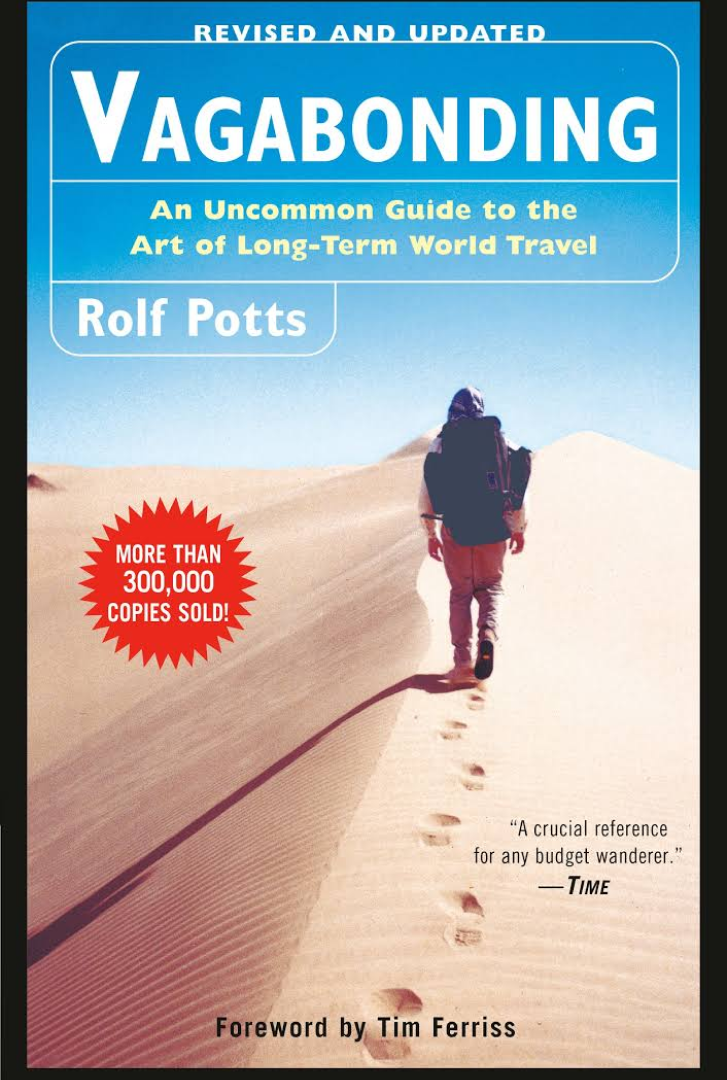 REVISED AND UPDATED
VAGABONDING
An Uncommon Guide to the
Art of Long-Term World Travel
Rolf Potts
MORE THAN
300,000
COPIES SOLD!
“A crucial reference
for any budget wanderer.”
—TIME
Foreword by Tim Ferriss